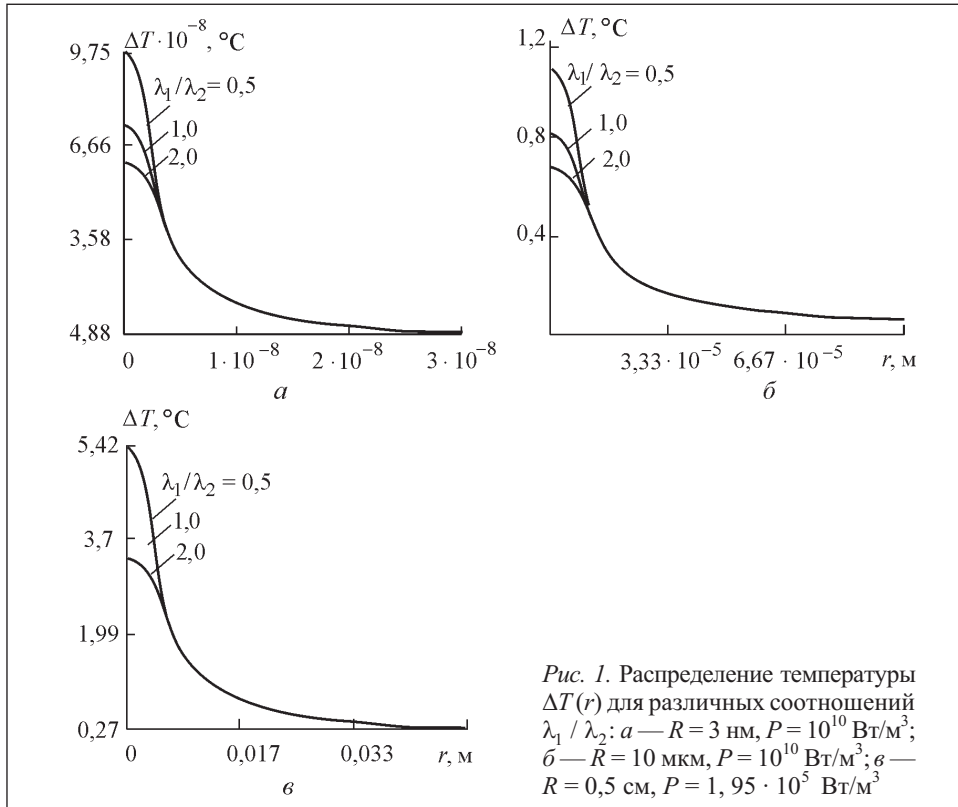 ΔT · 10⁻⁸, °C
9,75
λ₁/λ₂ = 0,5
6,66
1,0
2,0
3,58
4,88
0
1 · 10⁻⁸
2 · 10⁻⁸
3 · 10⁻⁸
а
ΔT, °C
1,2
λ₁/ λ₂ = 0,5
0,8
1,0
2,0
0,4
3,33 · 10⁻⁵
6,67 · 10⁻⁵
r, м
б
ΔT, °C
5,42
λ₁/λ₂ = 0,5
3,7
1,0
2,0
1,99
0,27
0
0,017
0,033
r, м
в
Рис. 1. Распределение температуры
ΔT (r) для различных соотношений
λ₁ / λ₂: а — R = 3 нм, P = 10¹⁰ Вт/м³;
б — R = 10 мкм, P = 10¹⁰ Вт/м³; в —
R = 0,5 см, P = 1, 95 · 10⁵ Вт/м³